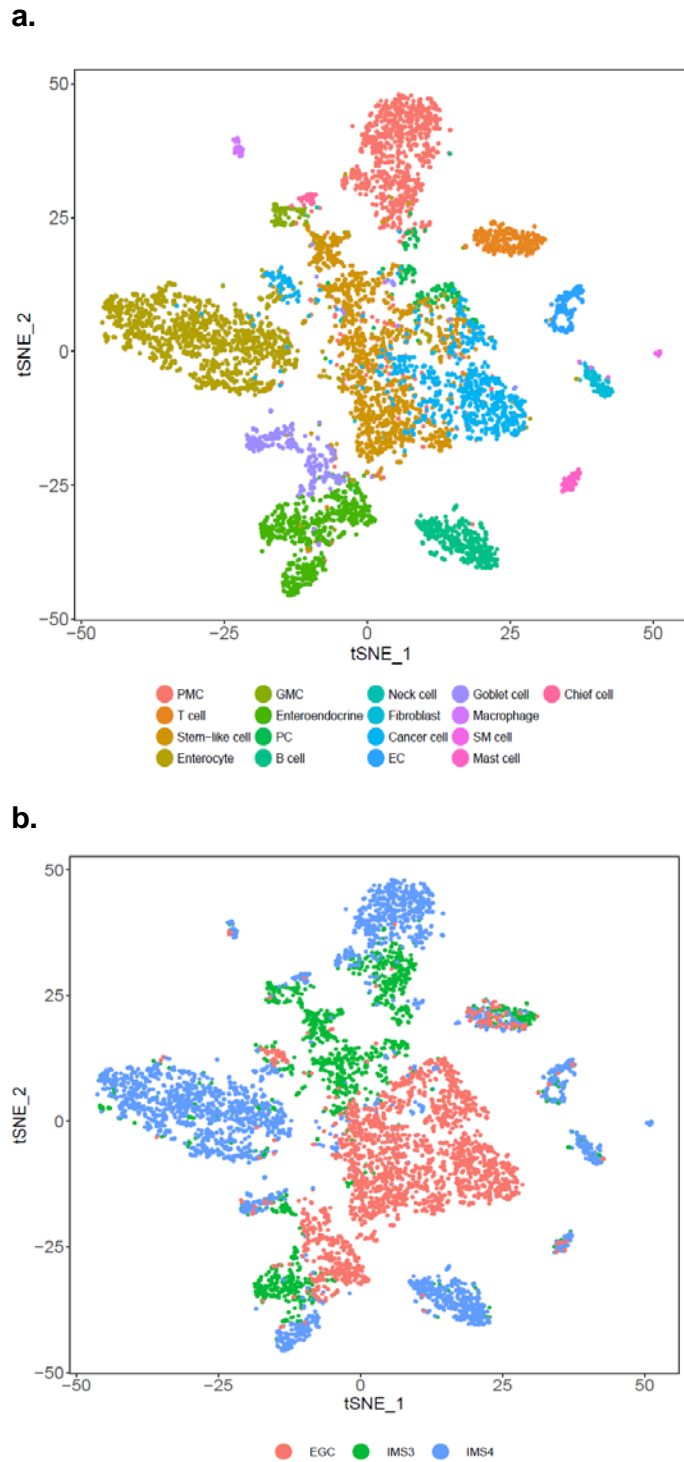 a.
50
25
0
−25
−50
tSNE_2
−50 −25 0 25 50
tSNE_1
PMC GMC Neck cell Goblet cell Chief cell
T cell Enteroendocrine Fibroblast Macrophage
Stem-like cell PC Cancer cell SM cell
Enterocyte B cell EC Mast cell
b.
50
25
0
−25
−50
tSNE_2
−50 −25 0 25 50
tSNE_1
EGC IMS3 IMS4